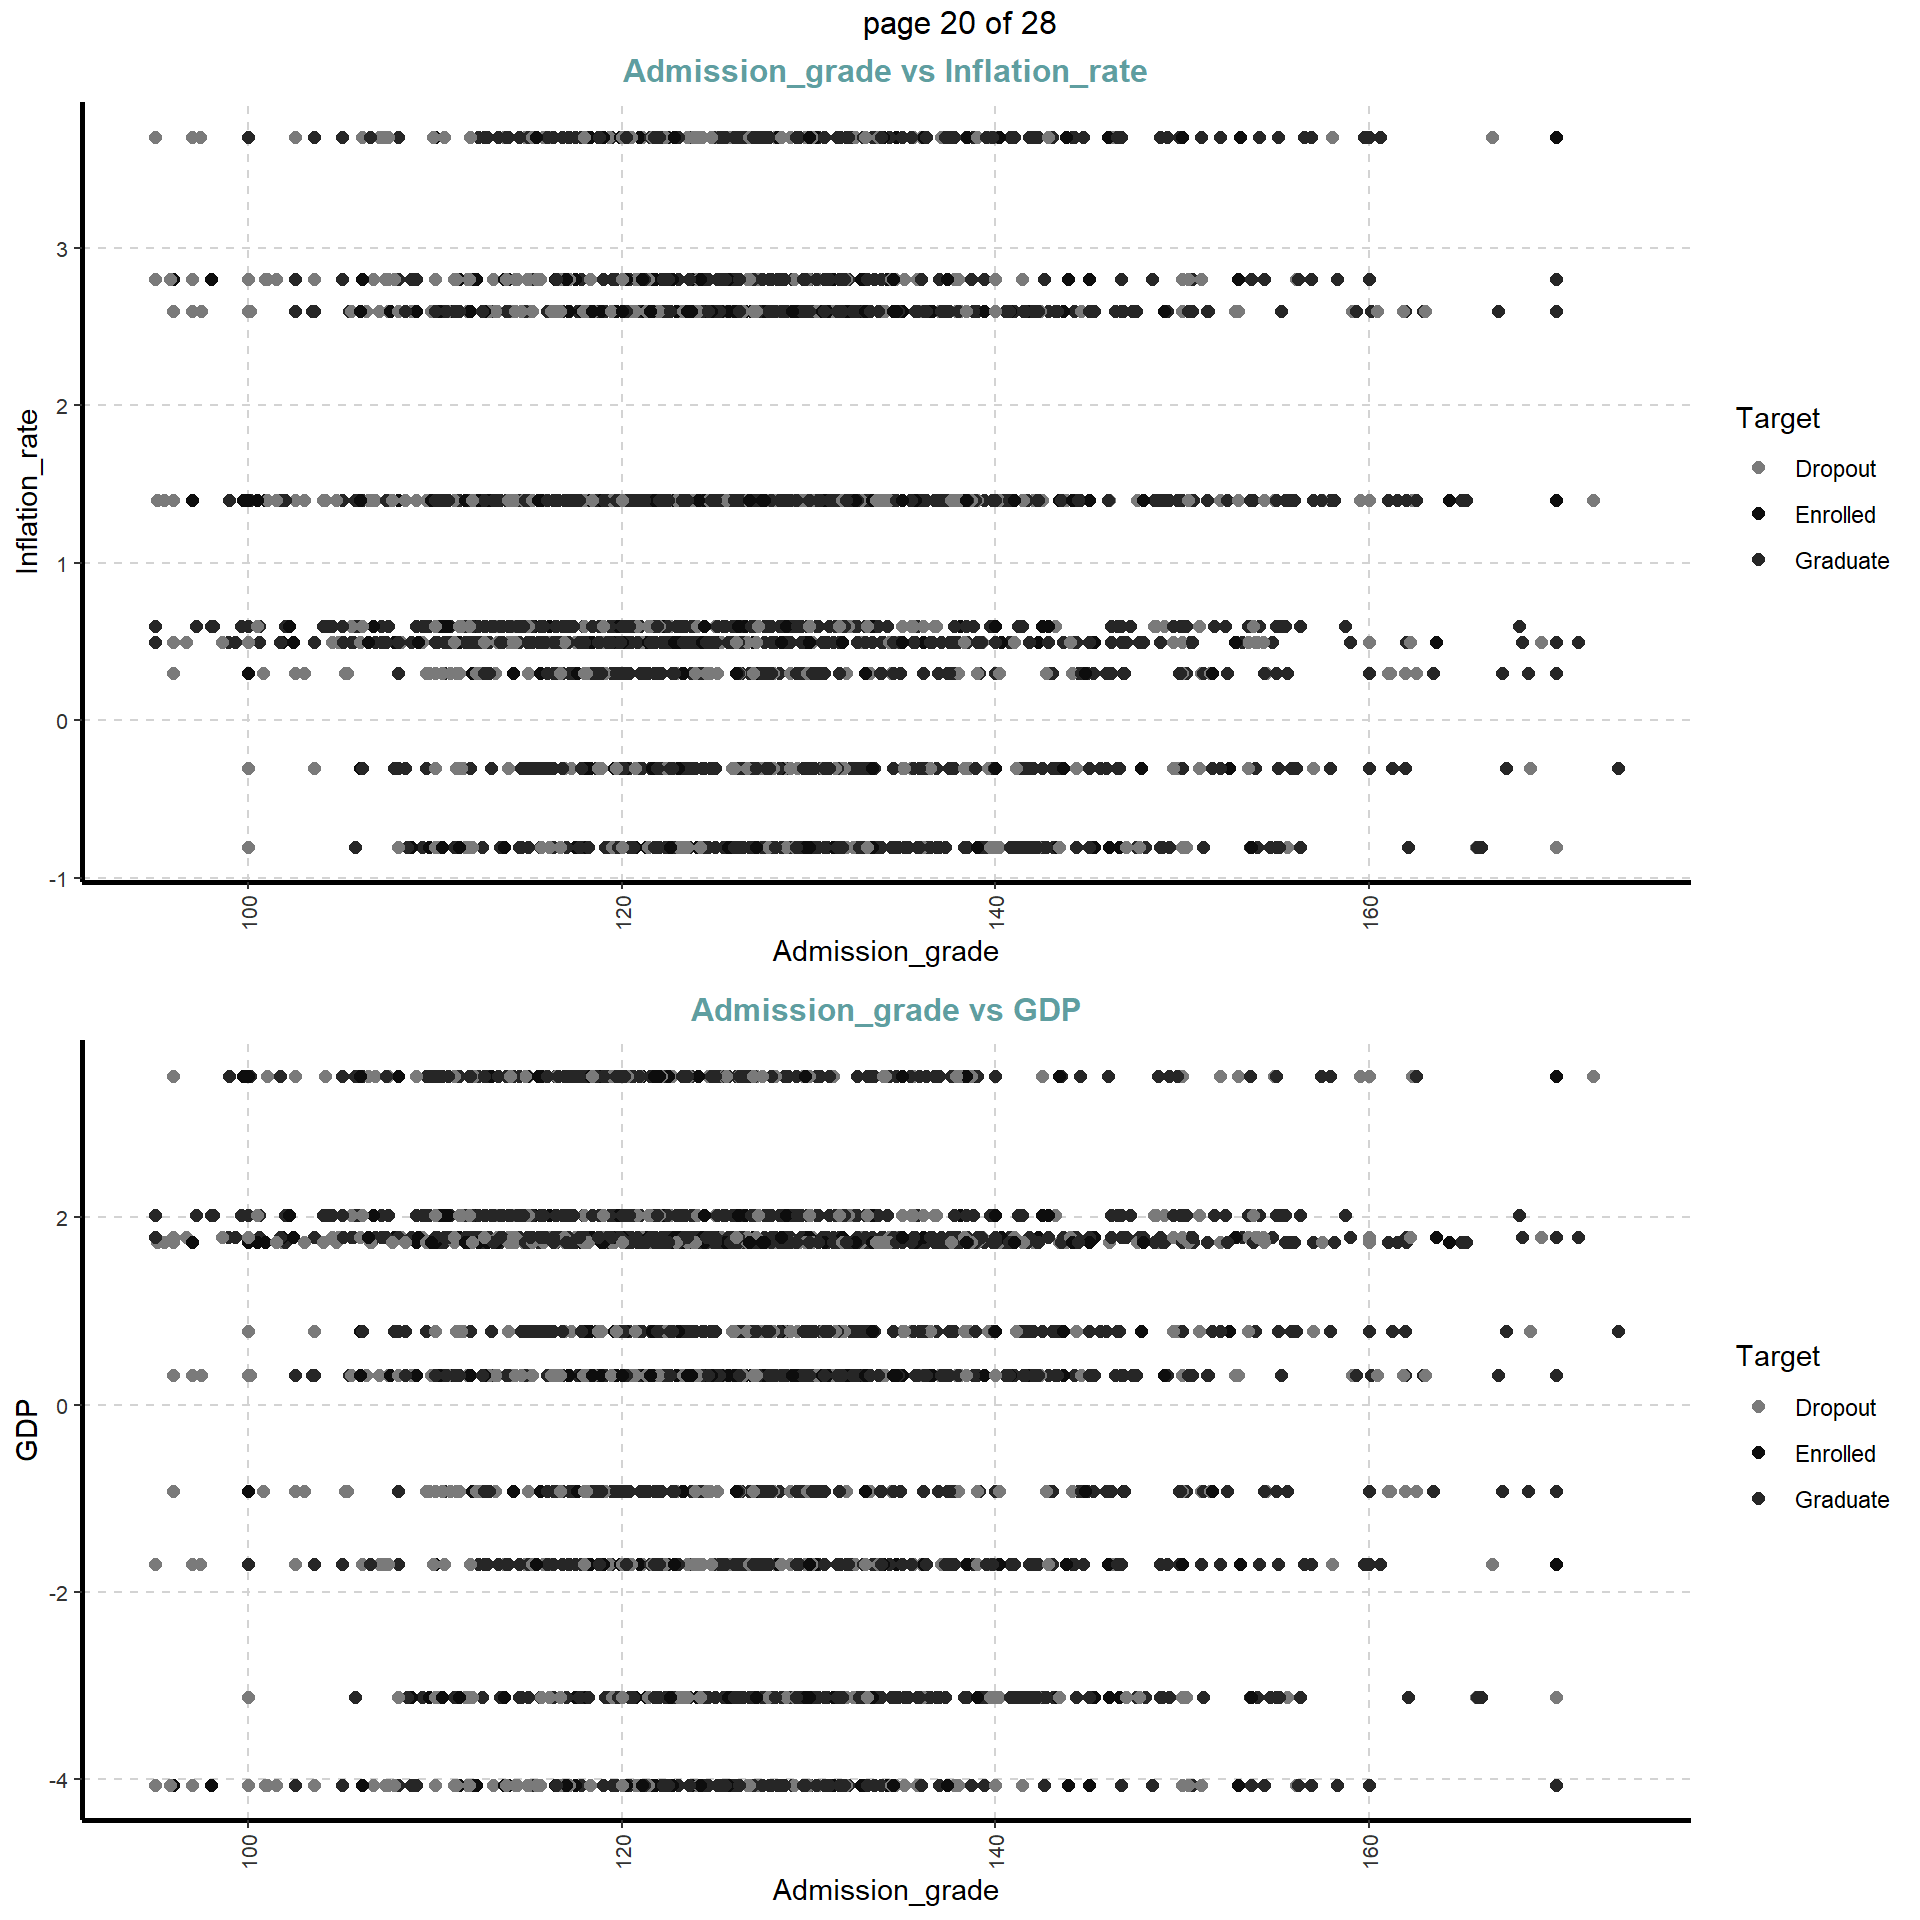 page 20 of 28
Admission_grade vs Inflation_rate
Inflation_rate
3
2
1
0
-1
100 120 140 160
Admission_grade
Target
Dropout
Enrolled
Graduate
Admission_grade vs GDP
GDP
2
0
-2
-4
100 120 140 160
Admission_grade
Target
Dropout
Enrolled
Graduate